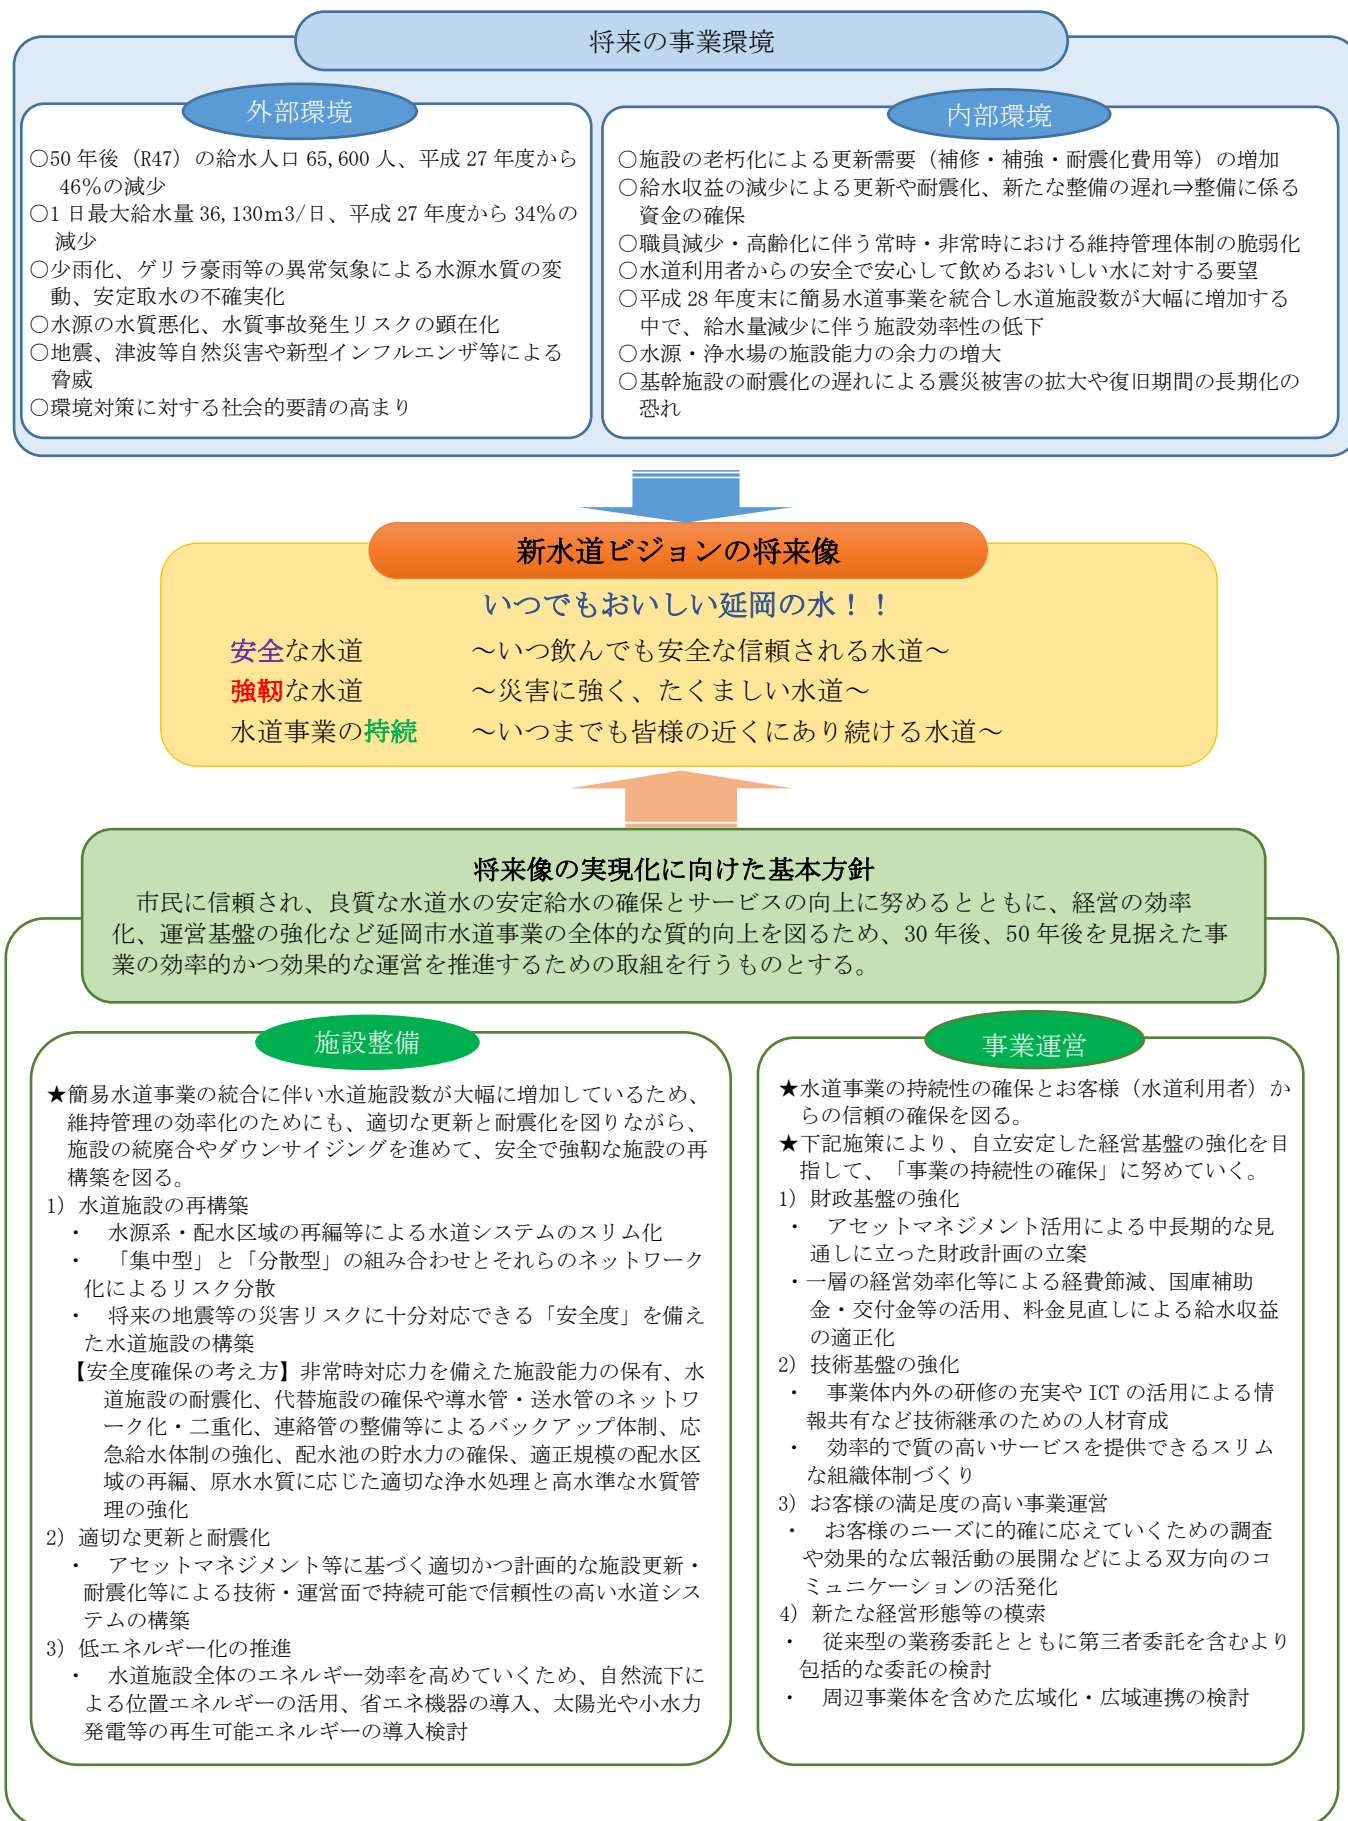 将来の事業環境
外部環境
○50年後（R47）の給水人口65,600人、平成27年度から
46％の減少
○1日最大給水量36,130m3/日、平成27年度から34％の
減少
○少雨化、ゲリラ豪雨等の異常気象による水源水質の変
動、安定取水の不確実化
○水源の水質悪化、水質事故発生リスクの顕在化
○地震、津波等自然災害や新型インフルエンザ等による
脅威
○環境対策に対する社会的要請の高まり
内部環境
○施設の老朽化による更新需要（補修・補強・耐震化費用等）の増加
○給水収益の減少による更新や耐震化、新たな整備の遅れ⇒整備に係る
資金の確保
○職員減少・高齢化に伴う常時・非常時における維持管理体制の脆弱化
○水道利用者からの安全で安心して飲めるおいしい水に対する要望
○平成28年度末に簡易水道事業を統合し水道施設数が大幅に増加する
中で、給水量減少に伴う施設効率性の低下
○水源・浄水場の施設能力の余力の増大
○基幹施設の耐震化の遅れによる震災被害の拡大や復旧期間の長期化の
恐れ
新水道ビジョンの将来像
いつでもおいしい延岡の水！！
安全な水道　～いつ飲んでも安全な信頼される水道～
強靭な水道　～災害に強く、たくましい水道～
水道事業の持続　～いつまでも皆様の近くにあり続ける水道～
将来像の実現化に向けた基本方針
市民に信頼され、良質な水道水の安定給水の確保とサービスの向上に努めるとともに、経営の効率
化、運営基盤の強化など延岡市水道事業の全体的な質的向上を図るため、30年後、50年後を見据えた事
業の効率的かつ効果的な運営を推進するための取組を行うものとする。
施設整備
★簡易水道事業の統合に伴い水道施設数が大幅に増加しているため、
維持管理の効率化のためにも、適切な更新と耐震化を図りながら、
施設の統廃合やダウンサイジングを進めて、安全で強靭な施設の再
構築を図る。
1）水道施設の再構築
・　水源系・配水区域の再編等による水道システムのスリム化
・　「集中型」と「分散型」の組み合わせとそれらのネットワーク
化によるリスク分散
・　将来の地震等の災害リスクに十分対応できる「安全度」を備え
た水道施設の構築
【安全度確保の考え方】非常時対応力を備えた施設能力の保有、水
道施設の耐震化、代替施設の確保や導水管・送水管のネットワ
ーク化・二重化、連絡管の整備等によるバックアップ体制、応
急給水体制の強化、配水池の貯水力の確保、適正規模の配水区
域の再編、原水水質に応じた適切な浄水処理と高水準な水質管
理の強化
2）適切な更新と耐震化
・　アセットマネジメント等に基づく適切かつ計画的な施設更新・
耐震化等による技術・運営面で持続可能で信頼性の高い水道シス
テムの構築
3）低エネルギー化の推進
・　水道施設全体のエネルギー効率を高めていくため、自然流下に
よる位置エネルギーの活用、省エネ機器の導入、太陽光や小水力
発電等の再生可能エネルギーの導入検討
事業運営
★水道事業の持続性の確保とお客様（水道利用者）か
らの信頼の確保を図る。
★下記施策により、自立安定した経営基盤の強化を目
指して、「事業の持続性の確保」に努めていく。
1）財政基盤の強化
・　アセットマネジメント活用による中長期的な見
通しに立った財政計画の立案
・一層の経営効率化等による経費節減、国庫補助
金・交付金等の活用、料金見直しによる給水収益
の適正化
2）技術基盤の強化
・　事業体内外の研修の充実やICTの活用による情
報共有など技術継承のための人材育成
・　効率的で質の高いサービスを提供できるスリム
な組織体制づくり
3）お客様の満足度の高い事業運営
・　お客様のニーズに的確に応えていくための調査
や効果的な広報活動の展開などによる双方向のコ
ミュニケーションの活発化
4）新たな経営形態等の模索
・　従来型の業務委託とともに第三者委託を含むより
包括的な委託の検討
・　周辺事業体を含めた広域化・広域連携の検討